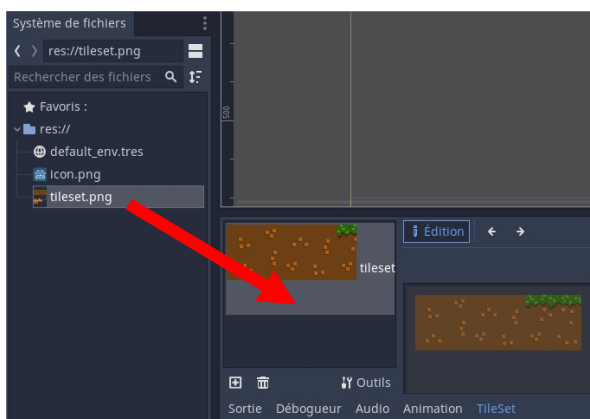 Système de fichiers
res://tileset.png
Rechercher des fichiers
Favoris :
res://
default_env.tres
icon.png
tileset.png
500
tileset
Édition
Outils
Sortie Débogueur Audio Animation TileSet